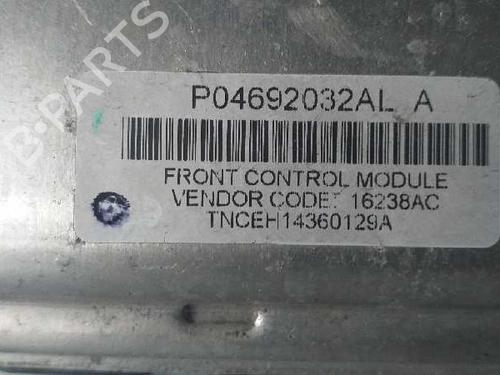 B-PARTS
P04692032AL A
FRONT CONTROL MODULE
VENDOR CODE: 16238AC
TNCEH14360129A